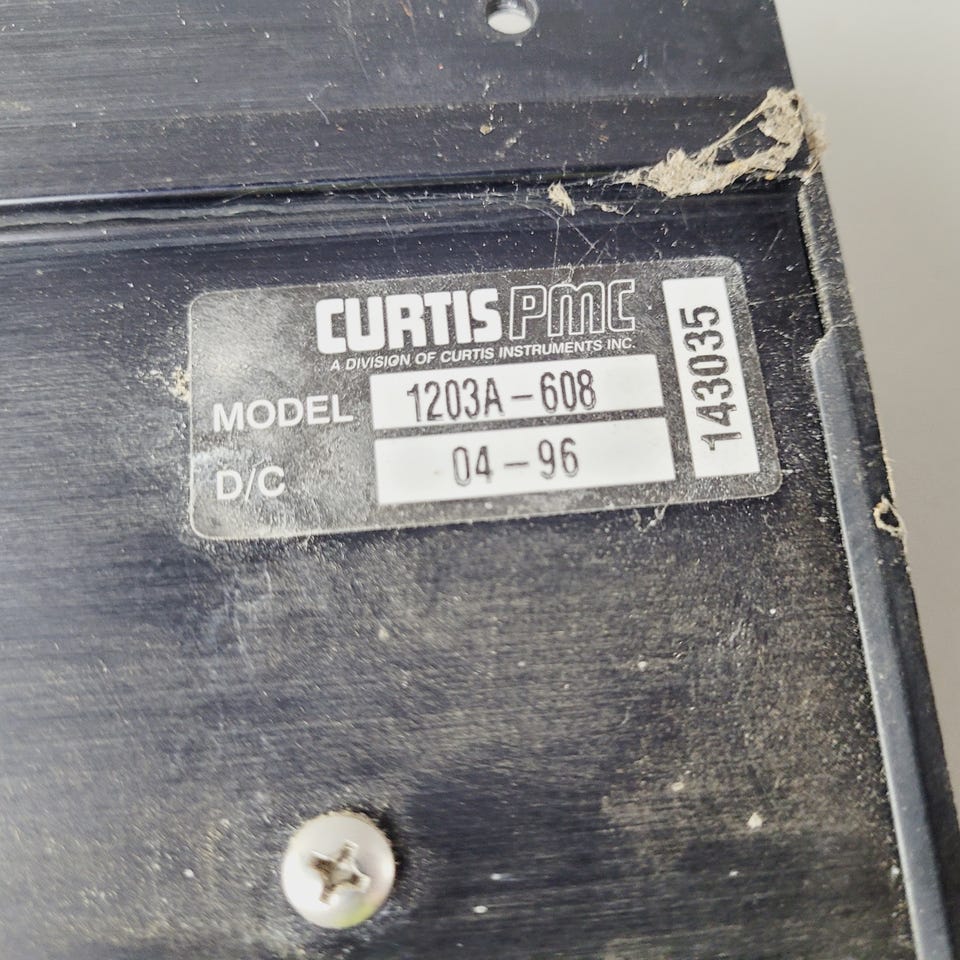 CURTIS PMC
A DIVISION OF CURTIS INSTRUMENTS INC.
MODEL 1203A-608
D/C 04-96
143035